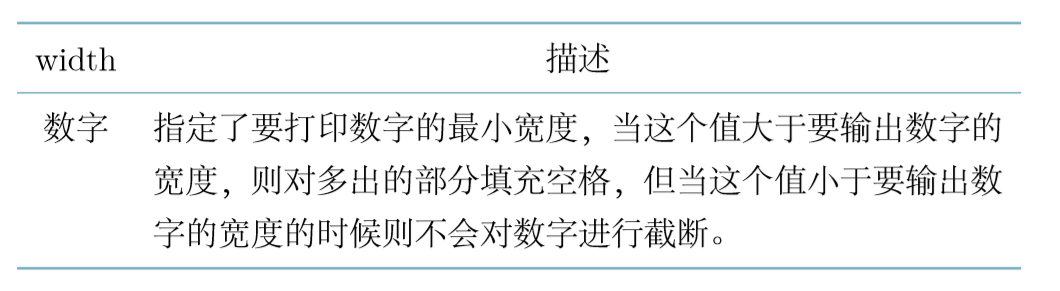 width 描述
数字 指定了要打印数字的最小宽度，当这个值大于要输出数字的
宽度，则对多出的部分填充空格，但当这个值小于要输出数
字的宽度的时候则不会对数字进行截断。